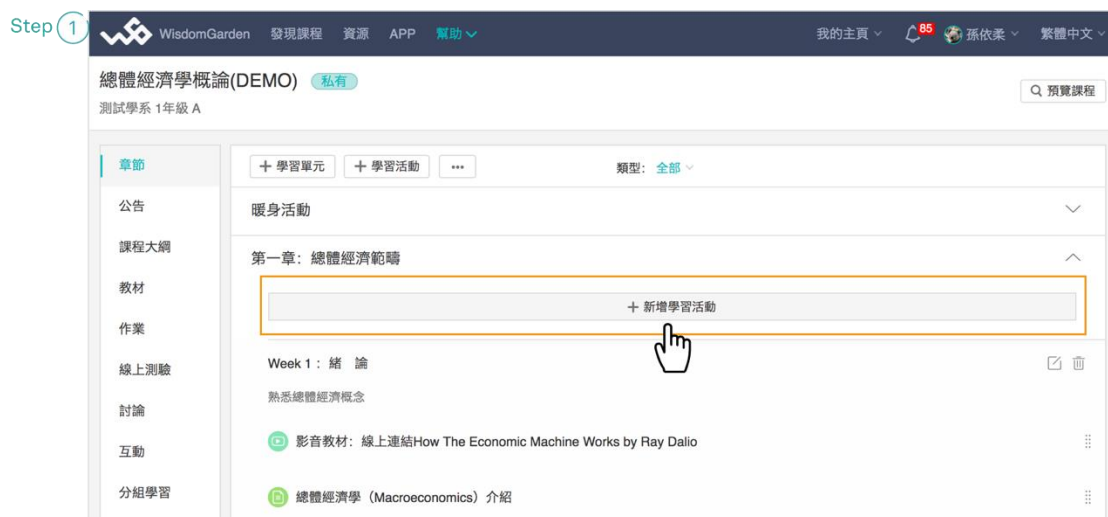 Step 1
WisdomGarden 發現課程 資源 APP 幫助 我的主頁 85 孫依柔 繁體中文
總體經濟學概論(DEMO) 私有
預覽課程
測試學系 1年級 A
章節
公告
課程大綱
教材
作業
線上測驗
討論
互動
分組學習
+ 學習單元 + 學習活動 ••• 類型: 全部
暖身活動
第一章: 總體經濟範疇
+ 新增學習活動
Week 1 : 緒 論
熟悉總體經濟概念
影音教材: 線上連結How The Economic Machine Works by Ray Dalio
總體經濟學（Macroeconomics）介紹